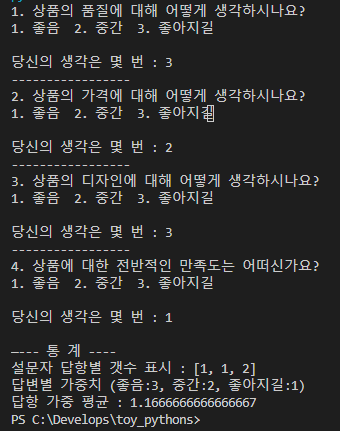 1. 상품의 품질에 대해 어떻게 생각하시나요?
1. 좋음  2. 중간  3. 좋아지길
당신의 생각은 몇 번 : 3
-----------------
2. 상품의 가격에 대해 어떻게 생각하시나요?
1. 좋음  2. 중간  3. 좋아지길
당신의 생각은 몇 번 : 2
-----------------
3. 상품의 디자인에 대해 어떻게 생각하시나요?
1. 좋음  2. 중간  3. 좋아지길
당신의 생각은 몇 번 : 3
-----------------
4. 상품에 대한 전반적인 만족도는 어떠신가요?
1. 좋음  2. 중간  3. 좋아지길
당신의 생각은 몇 번 : 1
—--- 통 계 ----
설문자 답항별 갯수 표시 : [1, 1, 2]
답변별 가중치 (좋음:3, 중간:2, 좋아지길:1)
답항 가중 평균 : 1.1666666666666667
PS C:\Develops\toy_pythons>